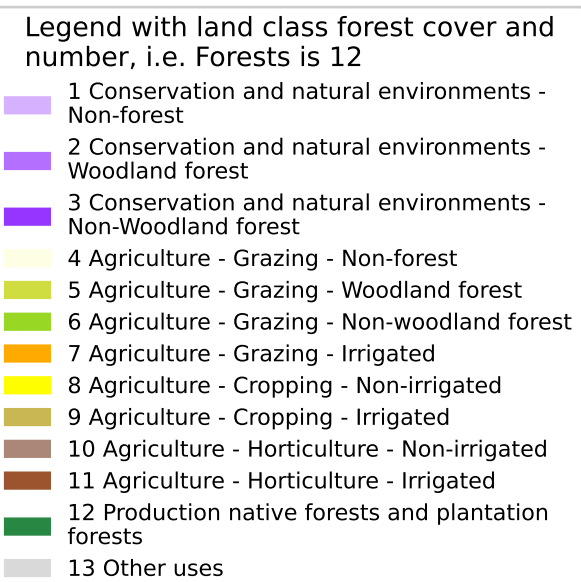 Legend with land class forest cover and
number, i.e. Forests is 12
1 Conservation and natural environments -
Non-forest
2 Conservation and natural environments -
Woodland forest
3 Conservation and natural environments -
Non-Woodland forest
4 Agriculture - Grazing - Non-forest
5 Agriculture - Grazing - Woodland forest
6 Agriculture - Grazing - Non-woodland forest
7 Agriculture - Grazing - Irrigated
8 Agriculture - Cropping - Non-irrigated
9 Agriculture - Cropping - Irrigated
10 Agriculture - Horticulture - Non-irrigated
11 Agriculture - Horticulture - Irrigated
12 Production native forests and plantation
forests
13 Other uses